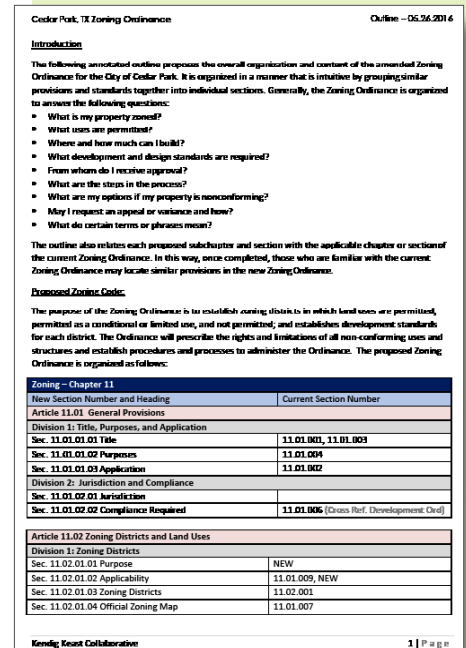 Cedar Park, TX Zoning Ordinance Outline – 05.26.2016
Introduction
The following annotated outline proposes the overall organization and content of the amended Zoning
Ordinance for the City of Cedar Park. It is organized in a manner that is intuitive by grouping similar
provisions and standards together into individual sections. Generally, the Zoning Ordinance is organized
to answer the following questions:
• What is my property zoned?
• What uses are permitted?
• Where and how much can I build?
• What development and design standards are required?
• From whom do I receive approval?
• What are the steps in the process?
• What are my options if my property is nonconforming?
• May I request an appeal or variance and how?
• What do certain terms or phrases mean?
The outline also relates each proposed subchapter and section with the applicable chapter or section of
the current Zoning Ordinance. In this way, once completed, those who are familiar with the current
Zoning Ordinance may locate similar provisions in the new Zoning Ordinance.
Proposed Zoning Code:
The purpose of the Zoning Ordinance is to establish zoning districts in which land uses are permitted,
permitted as a conditional or limited use, and not permitted; and establishes development standards
for each district. The Ordinance will prescribe the rights and limitations of all non-conforming uses and
structures and establish procedures and processes to administer the Ordinance. The proposed Zoning
Ordinance is organized as follows:
Zoning – Chapter 11
New Section Number and Heading Current Section Number
Article 11.01 General Provisions
Division 1: Title, Purposes, and Application
Sec. 11.01.01.01 Title 11.01.001, 11.01.003
Sec. 11.01.01.02 Purposes 11.01.004
Sec. 11.01.01.03 Application 11.01.002
Division 2: Jurisdiction and Compliance
Sec. 11.01.02.01 Jurisdiction
Sec. 11.01.02.02 Compliance Required 11.01.006 (Cross Ref. Development Ord)
Article 11.02 Zoning Districts and Land Uses
Division 1: Zoning Districts
Sec. 11.02.01.01 Purpose NEW
Sec. 11.02.01.02 Applicability 11.01.009, NEW
Sec. 11.02.01.03 Zoning Districts 11.02.001
Sec. 11.02.01.04 Official Zoning Map 11.01.007
Kendig Keast Collaborative 1 | Page